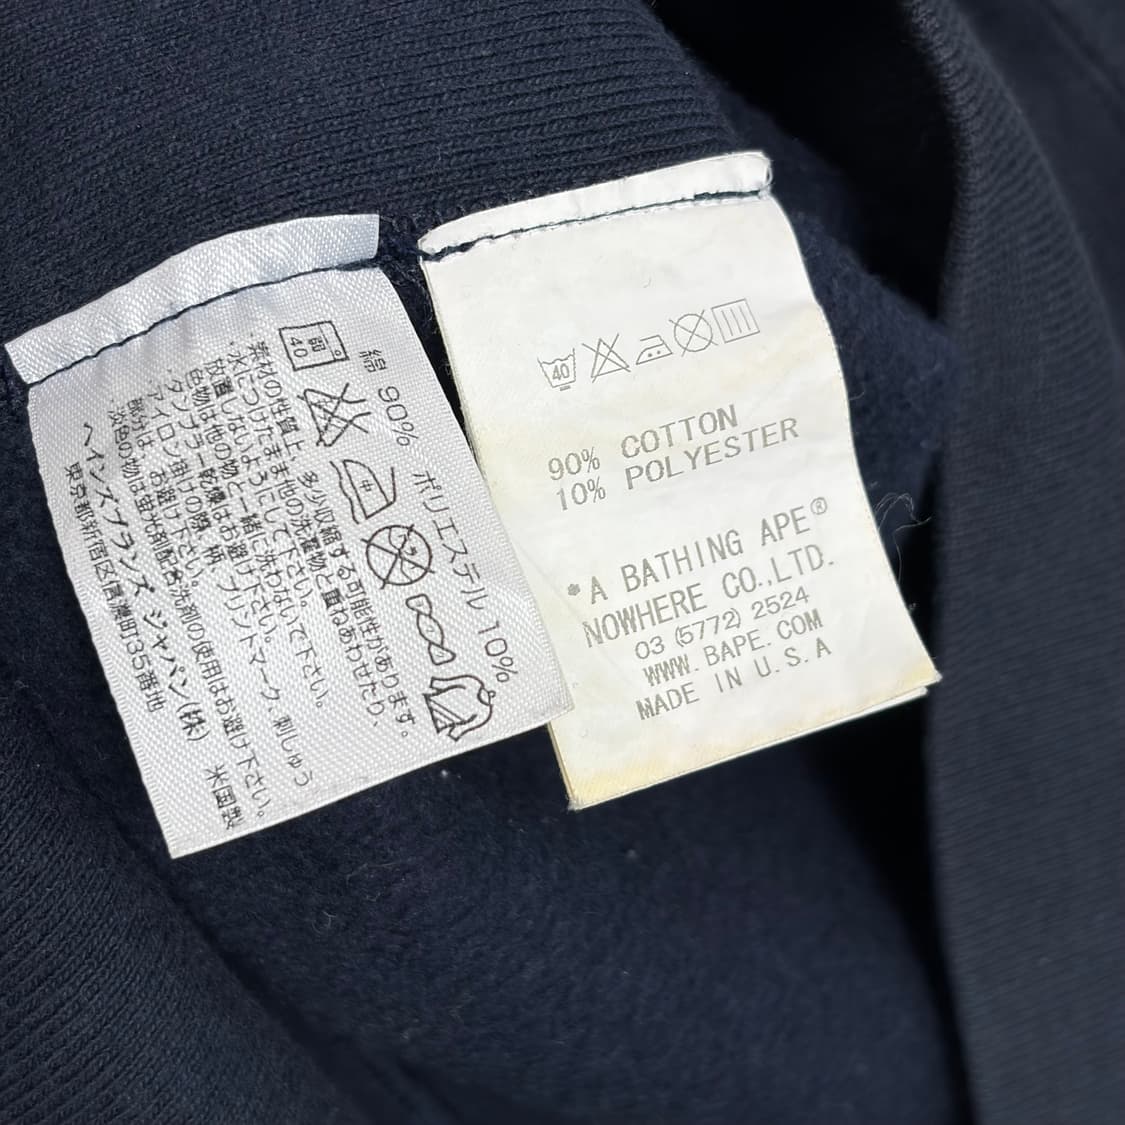 綿 90%
ポリエステル 10%
弱
40
中
・素材の性質上、多少収縮する可能性があります。
・水につけたまま他の洗濯物と重ねあわせたり、
放置しないようにして下さい。
・色物は他の物と一緒に洗わないで下さい。
・タンブラー乾燥はお避け下さい。
・アイロン掛けの際、柄、プリントマーク、刺しゅう
部分は、お避け下さい。
・淡色の物は蛍光剤配合洗剤の使用はお避け下さい。
ヘインズブランズ ジャパン(株) 米国製
東京都新宿区信濃町35番地
40
90% COTTON
10% POLYESTER
*A BATHING APE®
NOWHERE CO.,LTD.
03 (5772) 2524
WWW. BAPE. COM
MADE IN U.S.A